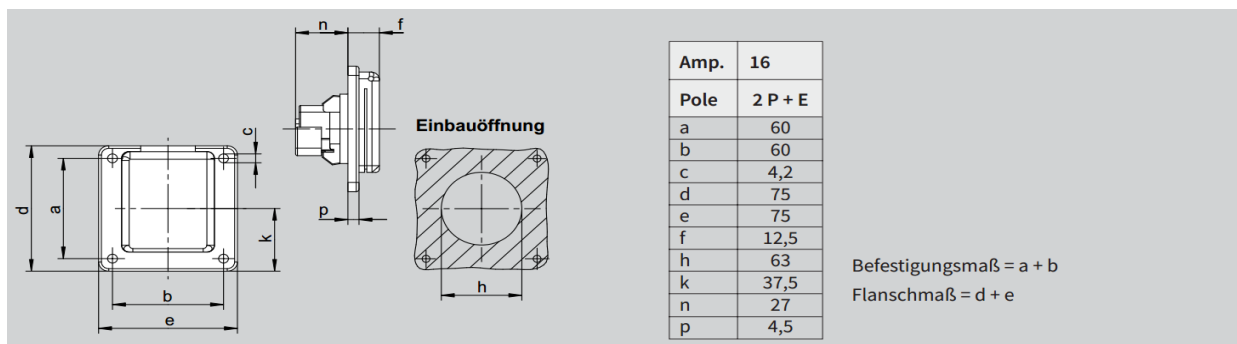 n
f
c
Einbauöffnung
d
a
k
p
b
h
e
Amp. 16
Pole 2 P + E
a 60
b 60
c 4,2
d 75
e 75
f 12,5
h 63
k 37,5
n 27
p 4,5
Befestigungsmaß = a + b
Flanschmaß = d + e